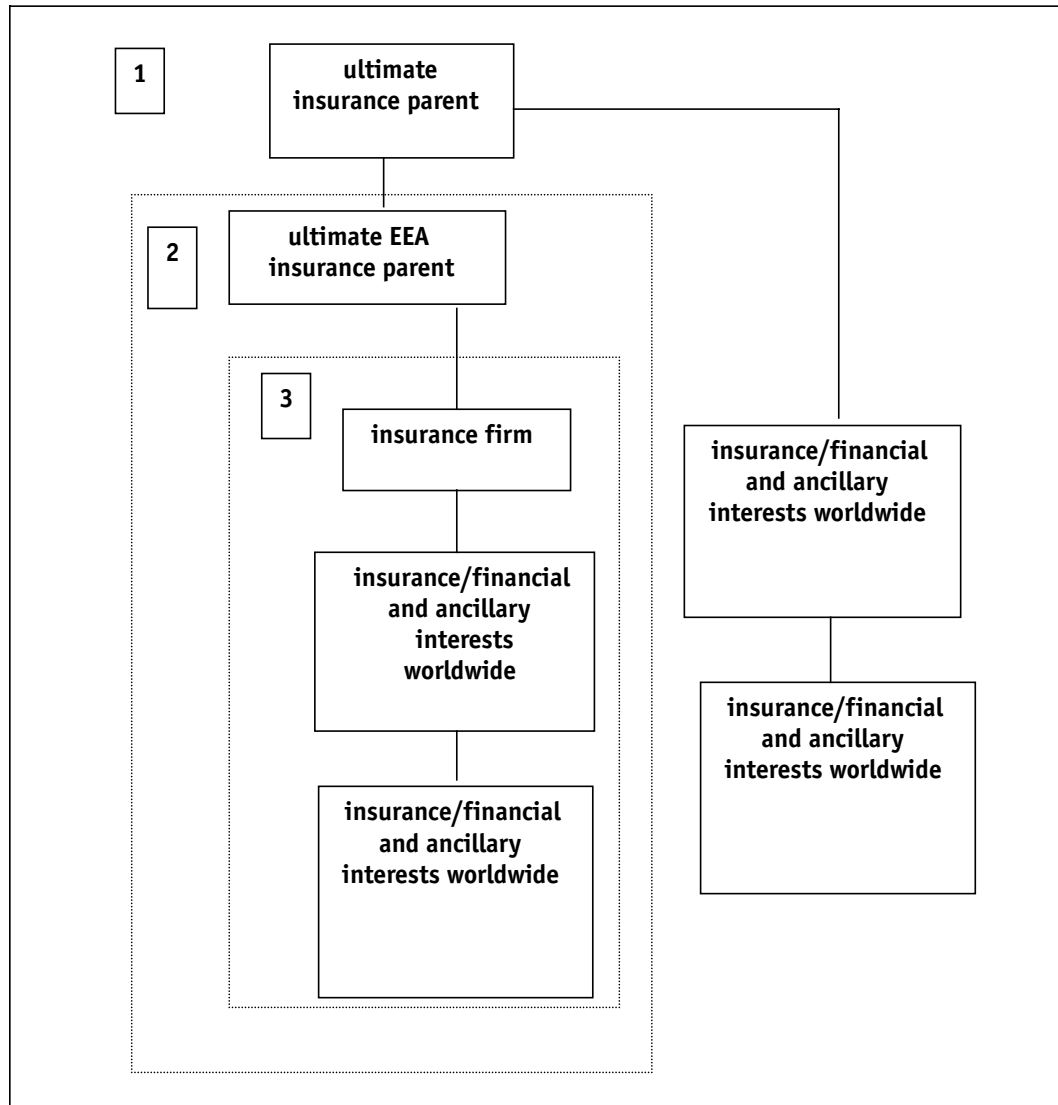 1
ultimate
insurance parent
2
ultimate EEA
insurance parent
3
insurance firm
insurance/financial
and ancillary
interests
worldwide
insurance/financial
and ancillary
interests worldwide
insurance/financial
and ancillary
interests worldwide
insurance/financial
and ancillary
interests worldwide